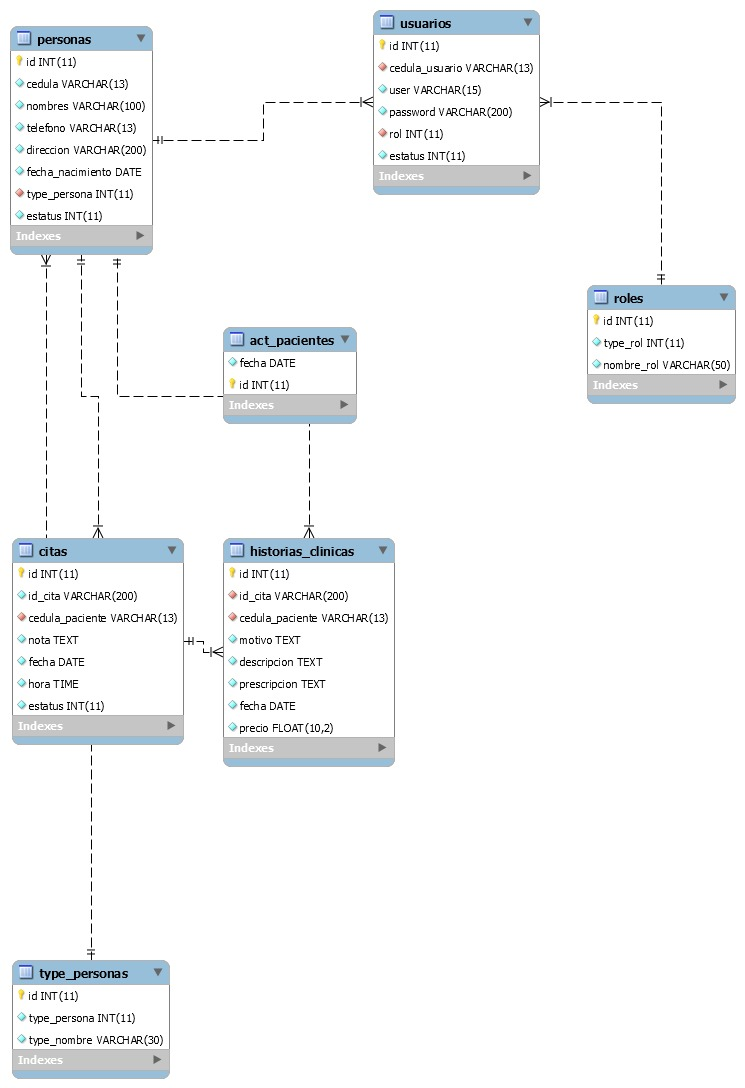 personas
id INT(11)
cedula VARCHAR(13)
nombres VARCHAR(100)
telefono VARCHAR(13)
direccion VARCHAR(200)
fecha_nacimiento DATE
type_persona INT(11)
estatus INT(11)
Indexes
usuarios
id INT(11)
cedula_usuario VARCHAR(13)
user VARCHAR(15)
password VARCHAR(200)
rol INT(11)
estatus INT(11)
Indexes
roles
id INT(11)
type_rol INT(11)
nombre_rol VARCHAR(50)
Indexes
act_pacientes
fecha DATE
id INT(11)
Indexes
citas
id INT(11)
id_cita VARCHAR(200)
cedula_paciente VARCHAR(13)
nota TEXT
fecha DATE
hora TIME
estatus INT(11)
Indexes
historias_clinicas
id INT(11)
id_cita VARCHAR(200)
cedula_paciente VARCHAR(13)
motivo TEXT
descripcion TEXT
prescripcion TEXT
fecha DATE
precio FLOAT(10,2)
Indexes
type_personas
id INT(11)
type_persona INT(11)
type_nombre VARCHAR(30)
Indexes